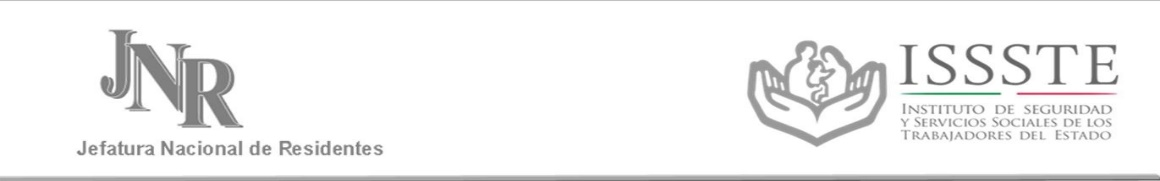 JNR
Jefatura Nacional de Residentes
ISSSTE
INSTITUTO DE SEGURIDAD
Y SERVICIOS SOCIALES DE LOS
TRABAJADORES DEL ESTADO